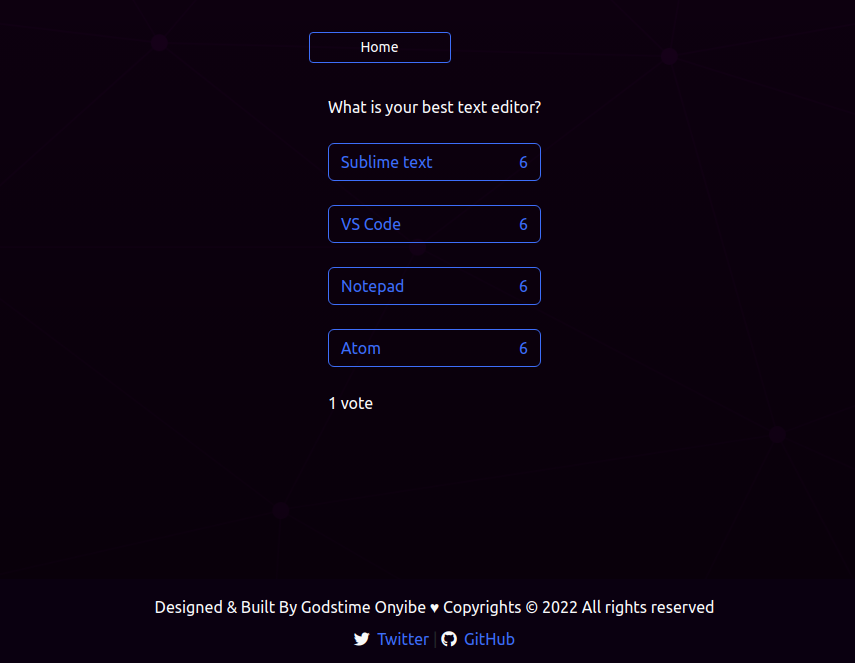 Home
What is your best text editor?
Sublime text 6
VS Code 6
Notepad 6
Atom 6
1 vote
Designed & Built By Godstime Onyibe ♥ Copyrights © 2022 All rights reserved
Twitter | GitHub